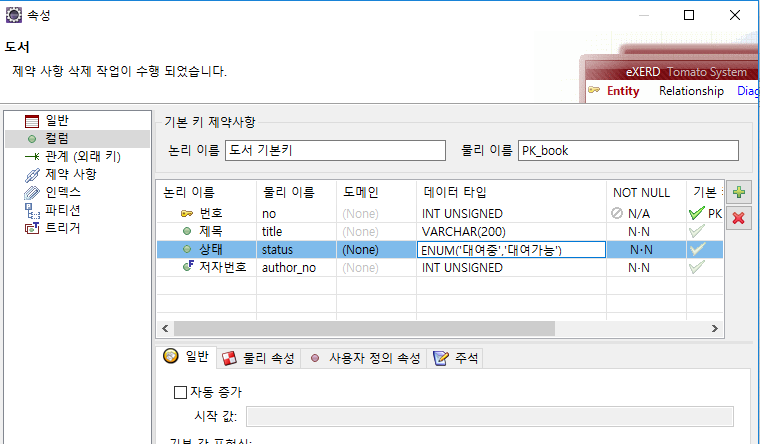 속성
도서
제약 사항 삭제 작업이 수행 되었습니다.
eXERD Tomato System
Entity Relationship Diag
일반
컬럼
관계 (외래 키)
제약 사항
인덱스
파티션
트리거
기본 키 제약사항
논리 이름 도서 기본키 물리 이름 PK_book
논리 이름 물리 이름 도메인 데이터 타입 NOT NULL 기본 :
번호 no (None) INT UNSIGNED N/A PK
제목 title (None) VARCHAR(200) N·N
상태 status (None) ENUM('대여중','대여가능') N·N
저자번호 author_no (None) INT UNSIGNED N·N
일반 물리 속성 사용자 정의 속성 주석
자동 증가
시작 값:
기본 값 표현식: